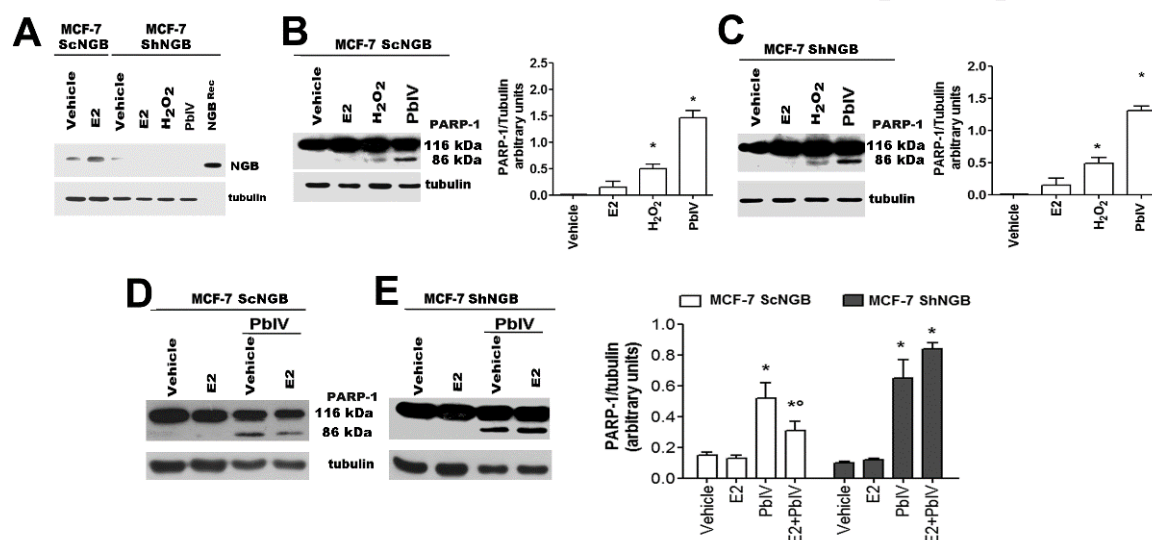 A
MCF-7
ScNGB
MCF-7
ShNGB
Vehicle
E2
Vehicle
E2
H₂O₂
PbIV
NGB Rec
NGB
tubulin
B
MCF-7 ScNGB
Vehicle
E2
H₂O₂
PbIV
PARP-1
116 kDa
86 kDa
tubulin
PARP-1/Tubulin
arbitrary units
2.5
2.0
1.5
1.0
0.5
0.0
*
*
Vehicle
E2
H₂O₂
PbIV
C
MCF-7 ShNGB
Vehicle
E2
H₂O₂
PbIV
PARP-1
116 kDa
86 kDa
tubulin
PARP-1/Tubulin
arbitrary units
2.0
1.5
1.0
0.5
0.0
*
*
Vehicle
E2
H₂O₂
PbIV
D
MCF-7 ScNGB
PbIV
Vehicle
E2
Vehicle
E2
PARP-1
116 kDa
86 kDa
tubulin
E
MCF-7 ShNGB
PbIV
Vehicle
E2
Vehicle
E2
MCF-7 ScNGB
MCF-7 ShNGB
PARP-1/tubulin
(arbitrary units)
1.0
0.8
0.6
0.4
0.2
0.0
*
*°
*
*
Vehicle
E2
PbIV
E2+PbIV
Vehicle
E2
PbIV
E2+PbIV